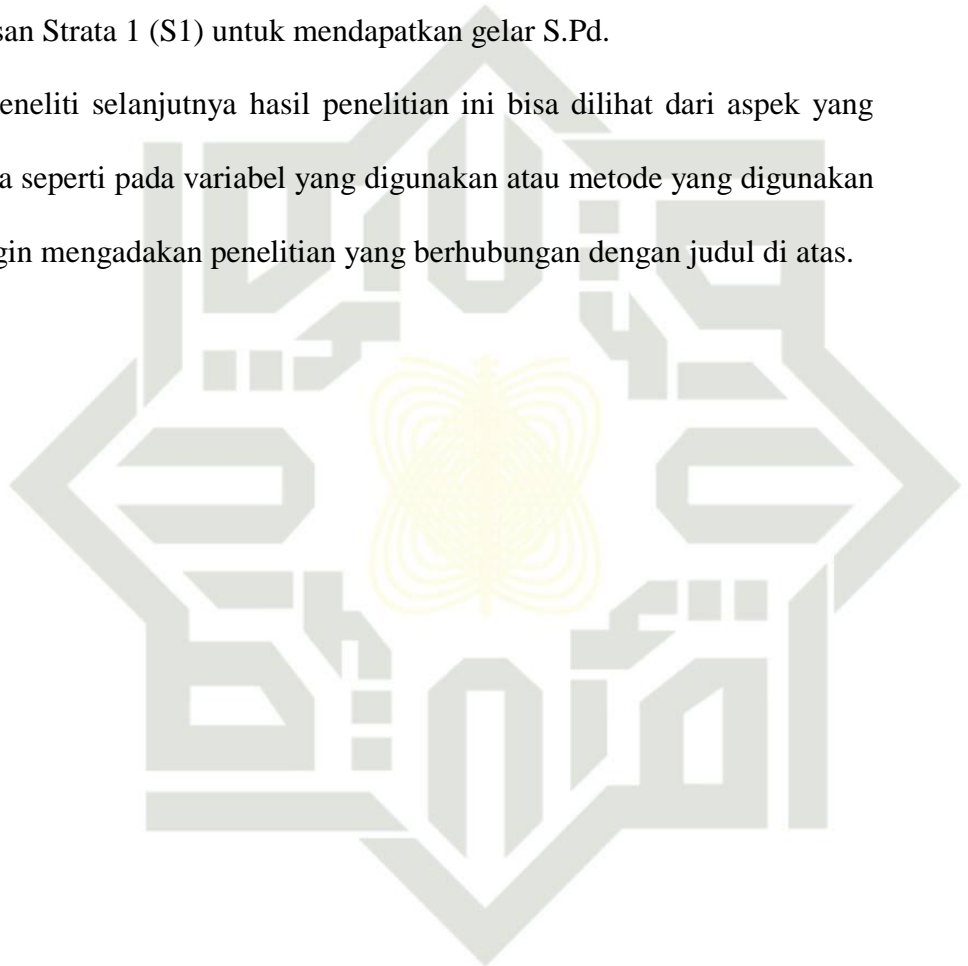 san Strata 1 (S1) untuk mendapatkan gelar S.Pd.
eneliti selanjutnya hasil penelitian ini bisa dilihat dari aspek yang
a seperti pada variabel yang digunakan atau metode yang digunakan
gin mengadakan penelitian yang berhubungan dengan judul di atas.